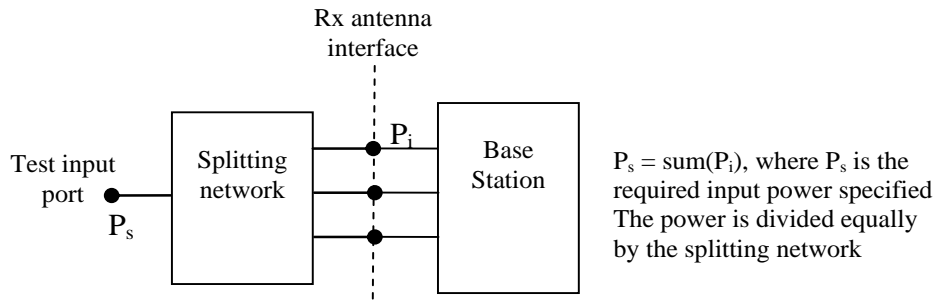 Rx antenna
interface
Test input
port
Ps
Splitting
network
Pi
Base
Station
Ps = sum(Pi), where Ps is the
required input power specified
The power is divided equally
by the splitting network